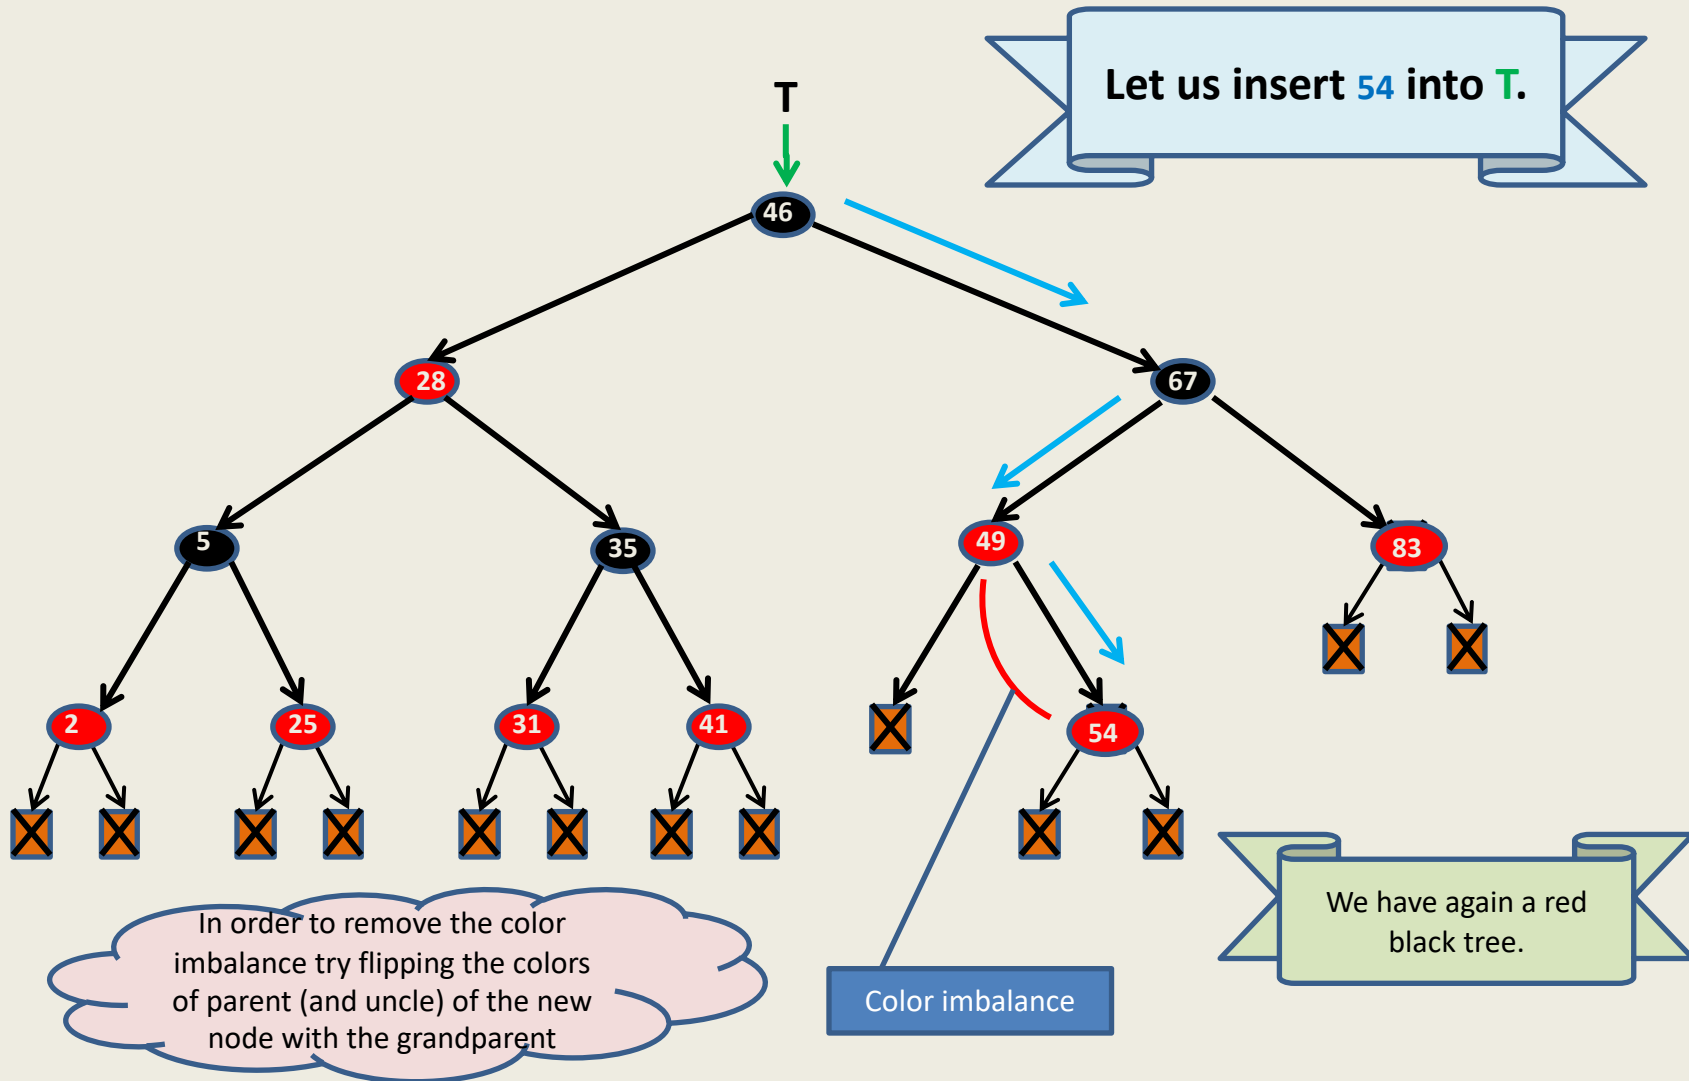 Let us insert 54 into T.
T
46
28
67
5
35
49
83
2
25
31
41
54
In order to remove the color
imbalance try flipping the colors
of parent (and uncle) of the new
node with the grandparent
Color imbalance
We have again a red
black tree.